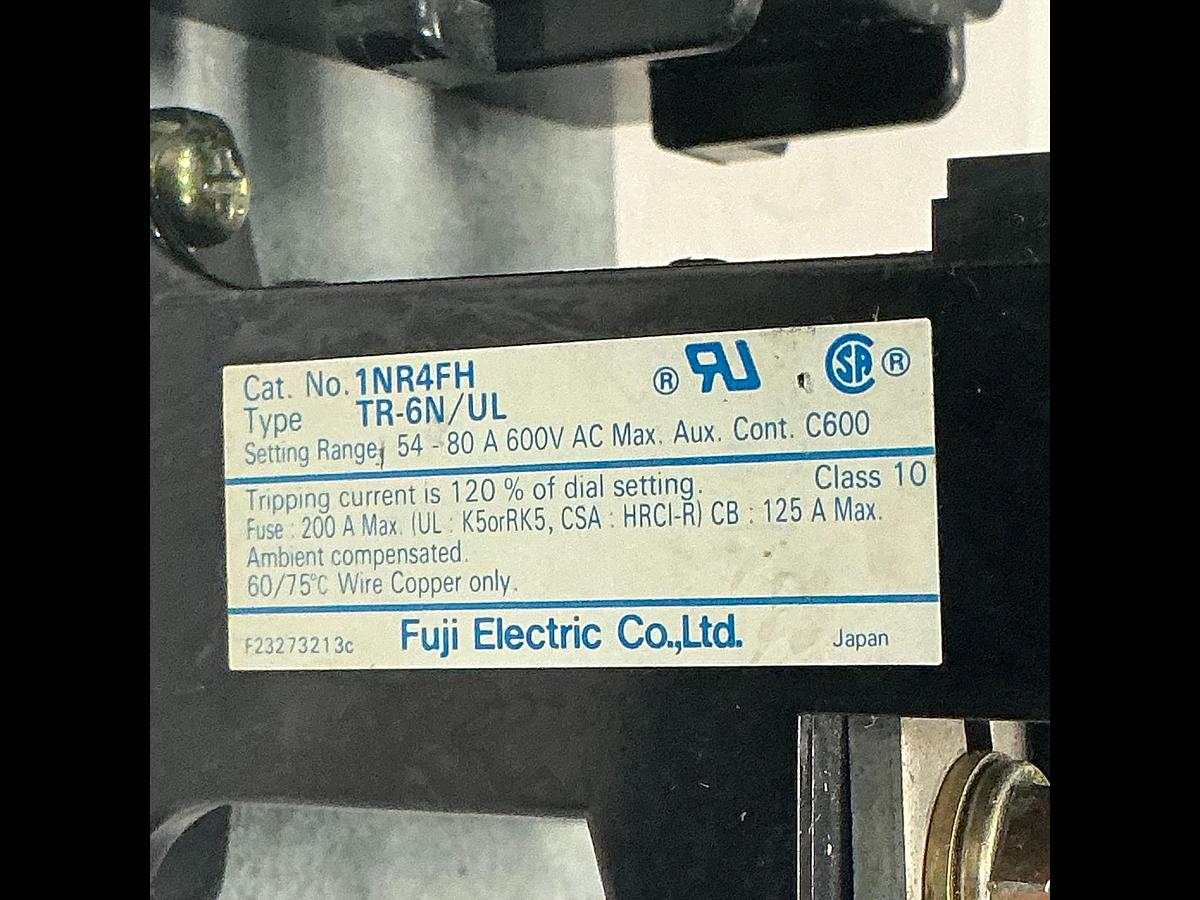 Cat. No. 1NR4FH
Type TR-6N/UL
® RU SA ®
Setting Range 54 - 80 A 600V AC Max. Aux. Cont. C600
Tripping current is 120 % of dial setting. Class 10
Fuse : 200 A Max. (UL : K5orRK5, CSA : HRCI-R) CB : 125 A Max.
Ambient compensated.
60/75°C Wire Copper only.
F23273213c Fuji Electric Co.,Ltd. Japan